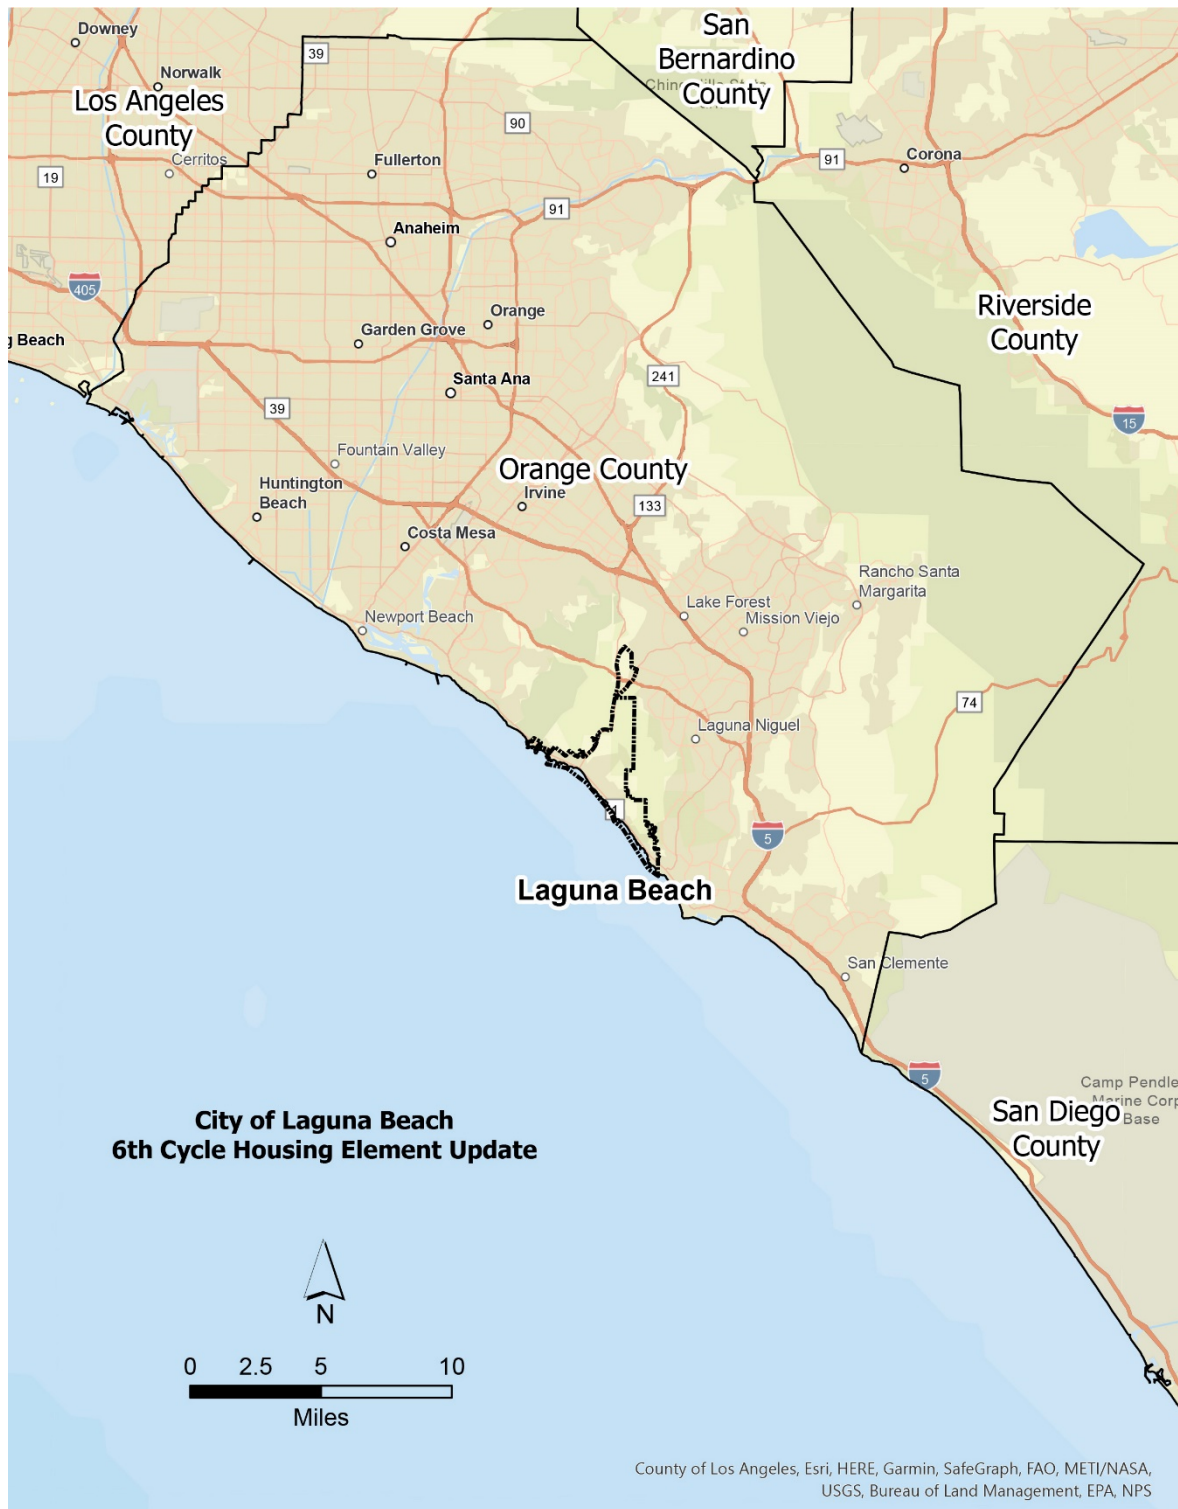 Downey
39
San
Bernardino
County
Norwalk
Los Angeles
County
90
Cerritos
Fullerton
91
Corona
19
91
Anaheim
405
Riverside
County
Orange
Garden Grove
g Beach
Santa Ana
241
39
15
Fountain Valley
Orange County
Huntington
Beach
Irvine
133
Costa Mesa
Rancho Santa
Margarita
Lake Forest
Mission Viejo
Newport Beach
74
Laguna Niguel
1
5
Laguna Beach
San Clemente
5
Camp Pendle
Marine Corp
Base
San Diego
County
City of Laguna Beach
6th Cycle Housing Element Update
N
0 2.5 5 10
Miles
County of Los Angeles, Esri, HERE, Garmin, SafeGraph, FAO, METI/NASA,
USGS, Bureau of Land Management, EPA, NPS